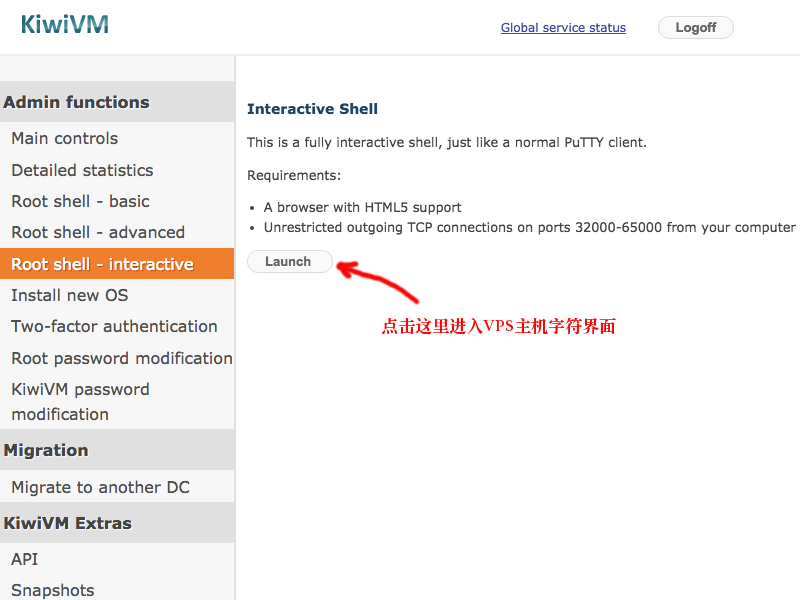 KiwiVM
Global service status
Logoff
Admin functions
Main controls
Detailed statistics
Root shell - basic
Root shell - advanced
Root shell - interactive
Install new OS
Two-factor authentication
Root password modification
KiwiVM password
modification
Migration
Migrate to another DC
KiwiVM Extras
API
Snapshots
Interactive Shell
This is a fully interactive shell, just like a normal PuTTY client.
Requirements:
• A browser with HTML5 support
• Unrestricted outgoing TCP connections on ports 32000-65000 from your computer
Launch
点击这里进入VPS主机字符界面